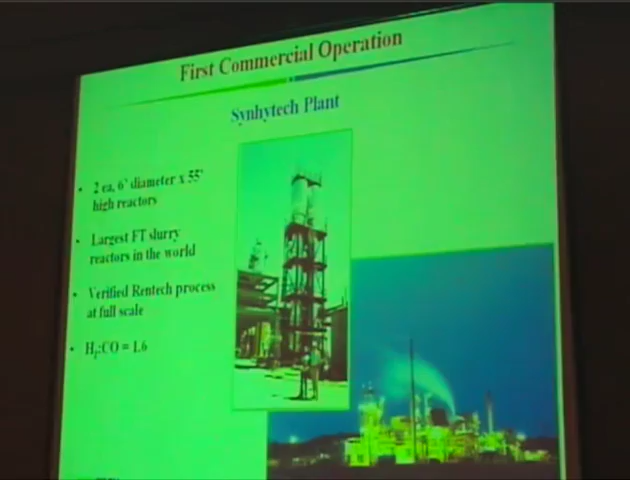 First Commercial Operation
Synhytech Plant
• 2 ea, 6' diameter x 55'
high reactors
• Largest FT slurry
reactors in the world
• Verified Rentech process
at full scale
• H₂:CO = 1.6